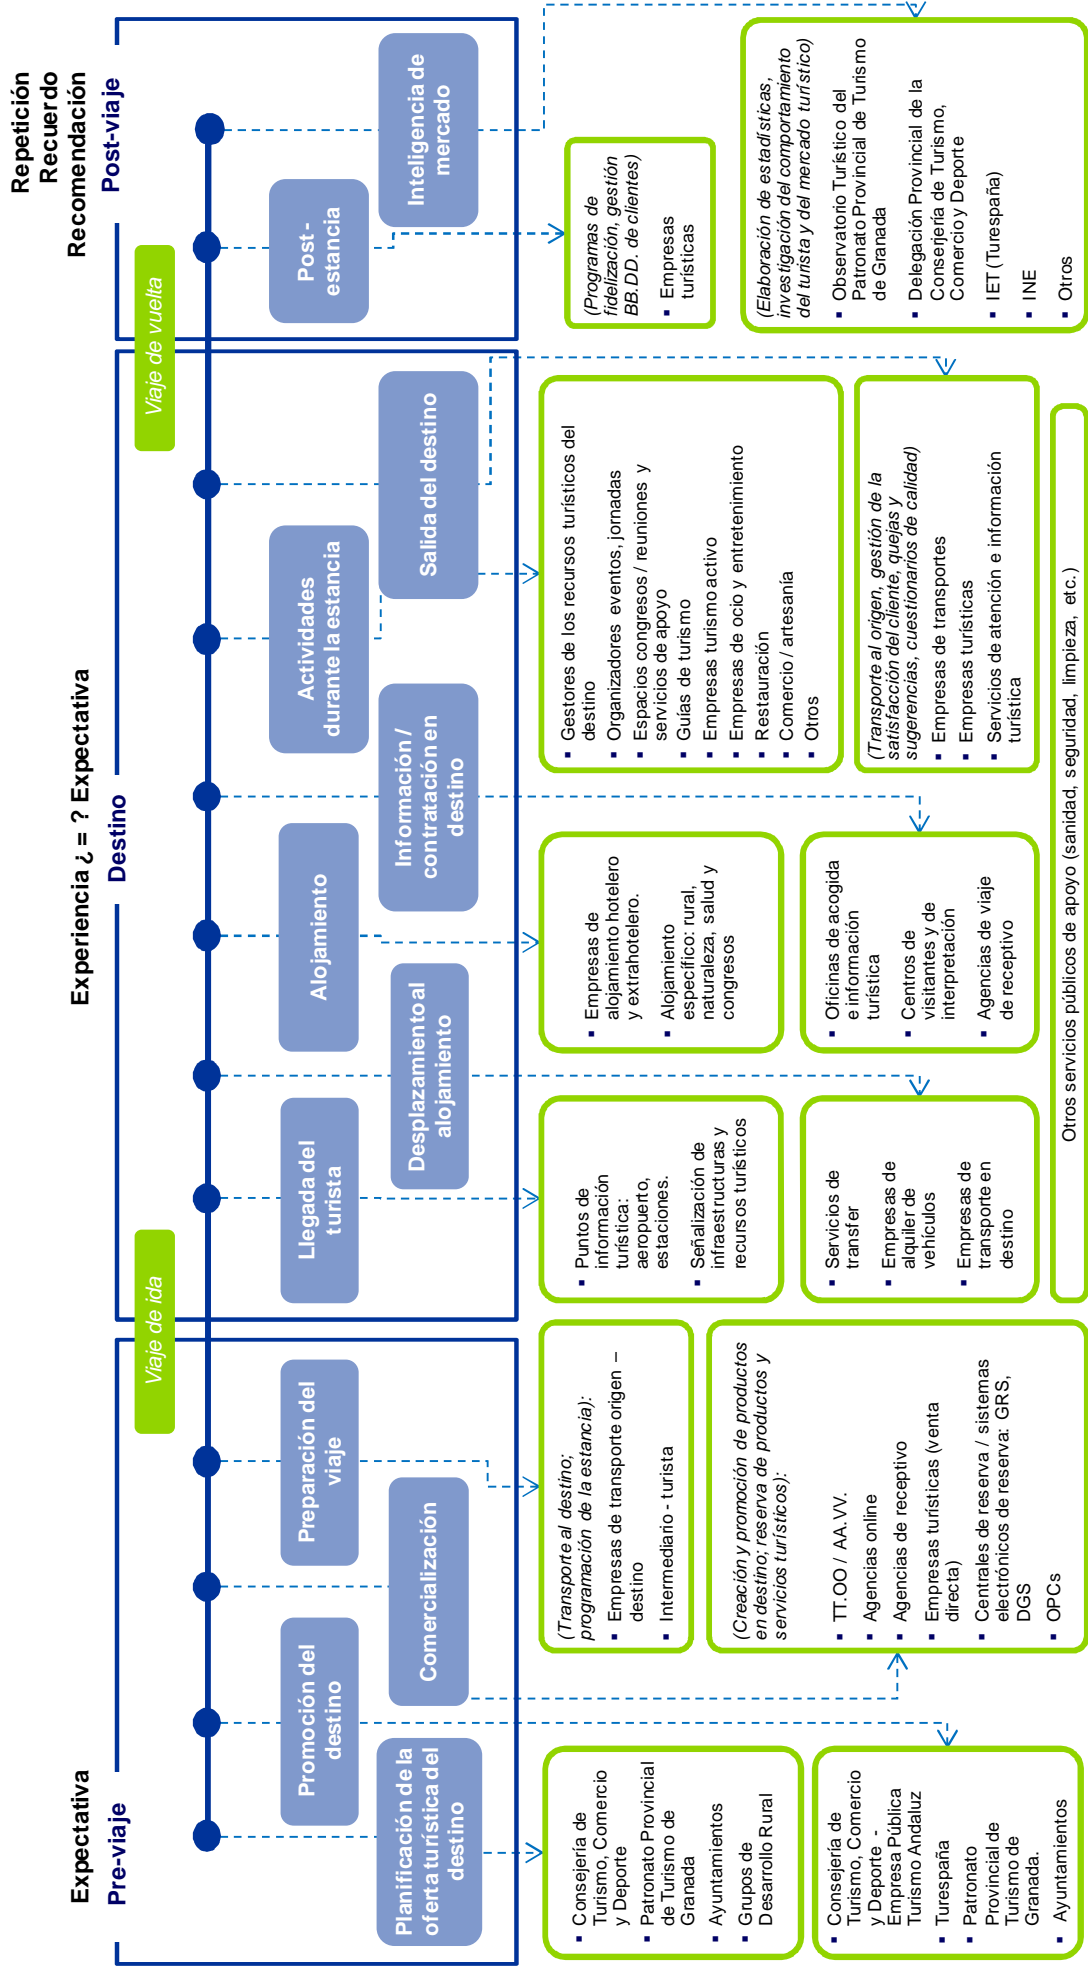 Expectativa
Pre-viaje
Experiencia ¿ = ? Expectativa
Destino
Repetición
Recuerdo
Recomendación
Post-viaje
Viaje de ida
Viaje de vuelta
Planificación de la
oferta turística del
destino
Promoción del
destino
Comercialización
Preparación del
viaje
Llegada del
turista
Desplazamiento al
alojamiento
Alojamiento
Información /
contratación en
destino
Actividades
durante la estancia
Salida del destino
Post-
estancia
Inteligencia de
mercado
▪ Consejería de
Turismo, Comercio
y Deporte
▪ Patronato Provincial
de Turismo de
Granada
▪ Ayuntamientos
▪ Grupos de
Desarrollo Rural
▪ Consejería de
Turismo, Comercio
y Deporte -
Empresa Pública
Turismo Andaluz
▪ Turespaña
▪ Patronato
Provincial de
Turismo de
Granada.
▪ Ayuntamientos
(Transporte al destino;
programación de la estancia):
▪ Empresas de transporte origen –
destino
▪ Intermediario - turista
(Creación y promoción de productos
en destino; reserva de productos y
servicios turísticos):
▪ TT.OO / AA.VV.
▪ Agencias online
▪ Agencias de receptivo
▪ Empresas turísticas (venta
directa)
▪ Centrales de reserva / sistemas
electrónicos de reserva: GRS,
DGS
▪ OPCs
▪ Puntos de
información
turística:
aeropuerto,
estaciones.
▪ Señalización de
infraestructuras y
recursos turísticos
▪ Servicios de
transfer
▪ Empresas de
alquiler de
vehículos
▪ Empresas de
transporte en
destino
▪ Empresas de
alojamiento hotelero
y extrahotelero.
▪ Alojamiento
específico: rural,
naturaleza, salud y
congresos
▪ Oficinas de acogida
e información
turística
▪ Centros de
visitantes y de
interpretación
▪ Agencias de viaje
de receptivo
▪ Gestores de los recursos turísticos del
destino
▪ Organizadores eventos, jornadas
▪ Espacios congresos / reuniones y
servicios de apoyo
▪ Guías de turismo
▪ Empresas turismo activo
▪ Empresas de ocio y entretenimiento
▪ Restauración
▪ Comercio / artesanía
▪ Otros
(Transporte al origen, gestión de la
satisfacción del cliente, quejas y
sugerencias, cuestionarios de calidad)
▪ Empresas de transportes
▪ Empresas turísticas
▪ Servicios de atención e información
turística
Otros servicios públicos de apoyo (sanidad, seguridad, limpieza, etc.)
(Programas de
fidelización, gestión
BB.DD. de clientes)
▪ Empresas
turísticas
(Elaboración de estadísticas,
investigación del comportamiento
del turista y del mercado turístico)
▪ Observatorio Turístico del
Patronato Provincial de Turismo
de Granada
▪ Delegación Provincial de la
Conserjería de Turismo,
Comercio y Deporte
▪ IET (Turespaña)
▪ INE
▪ Otros